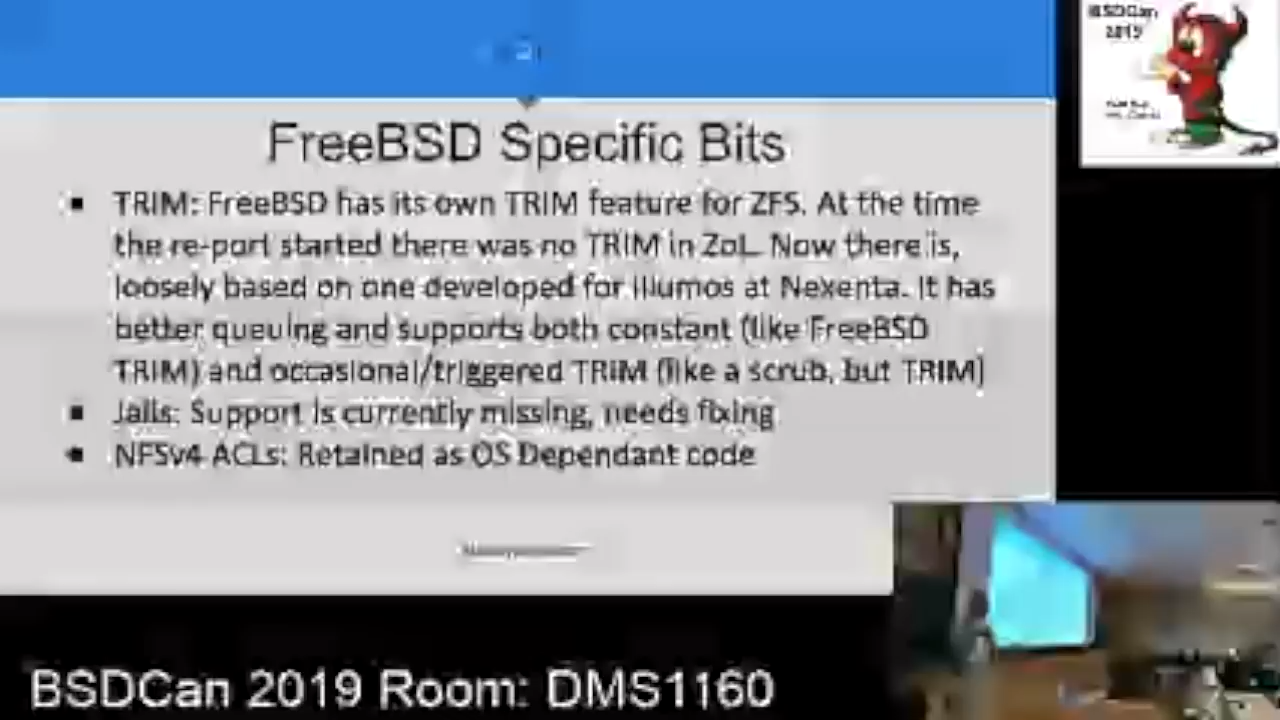 BSDCan
2019
FreeBSD Specific Bits
▪ TRIM: FreeBSD has its own TRIM feature for ZFS. At the time
the re-port started there was no TRIM in ZoL. Now there is,
loosely based on one developed for illumos at Nexenta. It has
better queuing and supports both constant (like FreeBSD
TRIM) and occasional/triggered TRIM (like a scrub, but TRIM)
▪ Jails: Support is currently missing, needs fixing
▪ NFSv4 ACLs: Retained as OS Dependant code
BSDCan 2019 Room: DMS1160